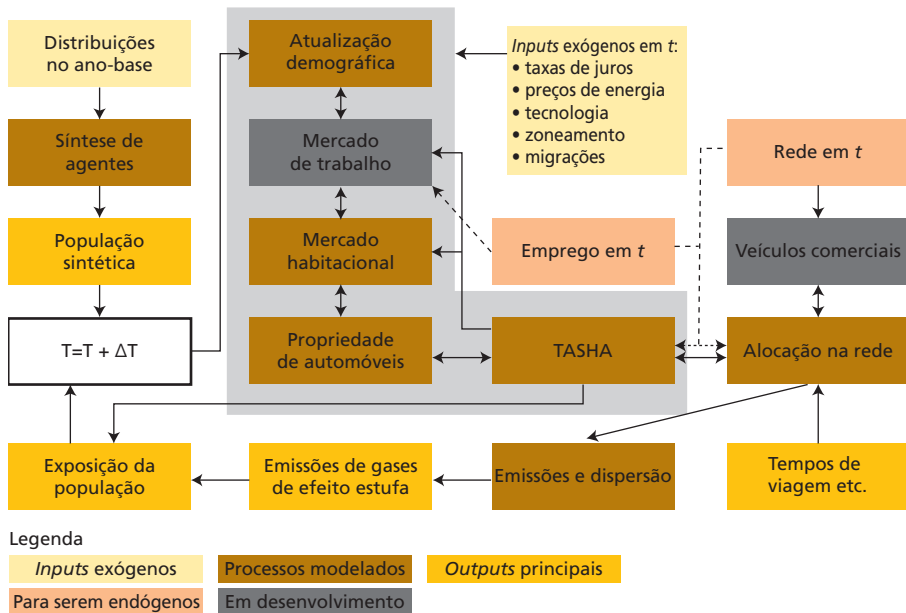 Distribuições
no ano-base
Síntese de
agentes
População
sintética
T=T + ΔT
Exposição da
população
Atualização
demográfica
Mercado
de trabalho
Mercado
habitacional
Propriedade
de automóveis
Emissões de gases
de efeito estufa
Inputs exógenos em t:
• taxas de juros
• preços de energia
• tecnologia
• zoneamento
• migrações
Emprego em t
TASHA
Emissões e dispersão
Rede em t
Veículos comerciais
Alocação na rede
Tempos de
viagem etc.
Legenda
Inputs exógenos
Processos modelados
Outputs principais
Para serem endógenos
Em desenvolvimento